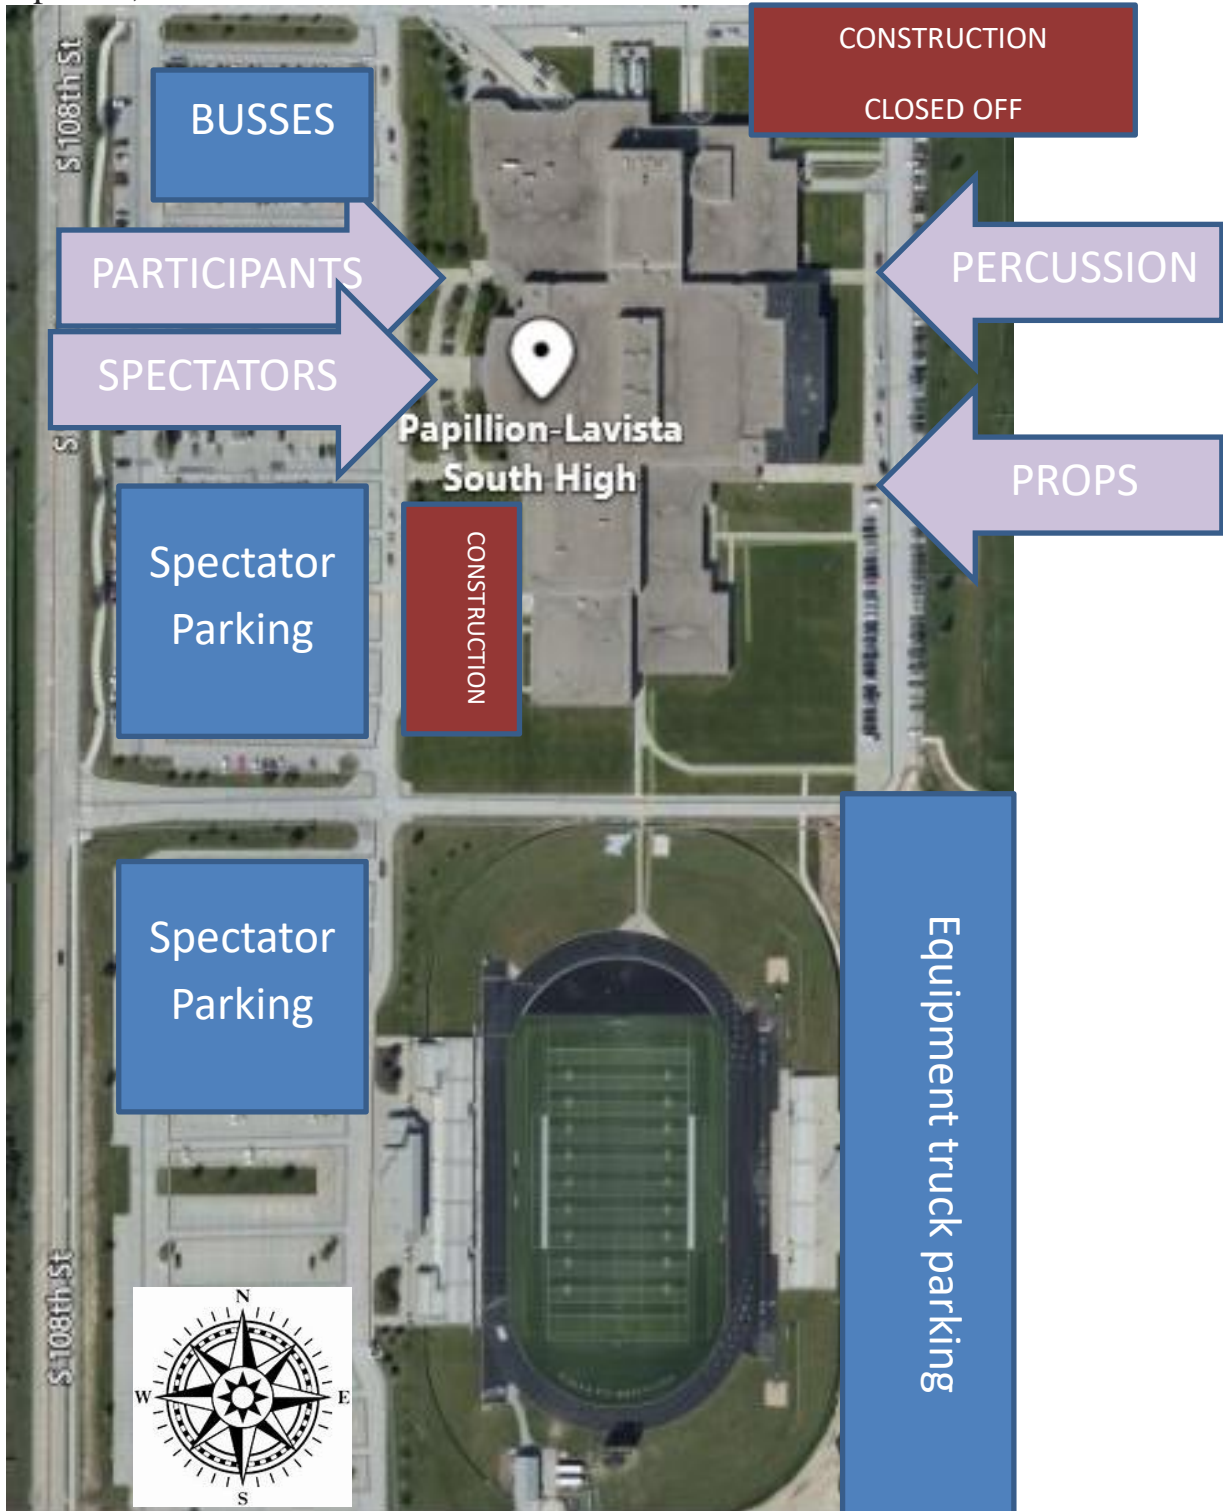 CONSTRUCTION
CLOSED OFF
S 108th St
BUSSES
PARTICIPANTS
PERCUSSION
SPECTATORS
Papillion-Lavista
South High
PROPS
S
Spectator
Parking
CONSTRUCTION
Spectator
Parking
Equipment truck parking
S 108th St
N
W
E
S